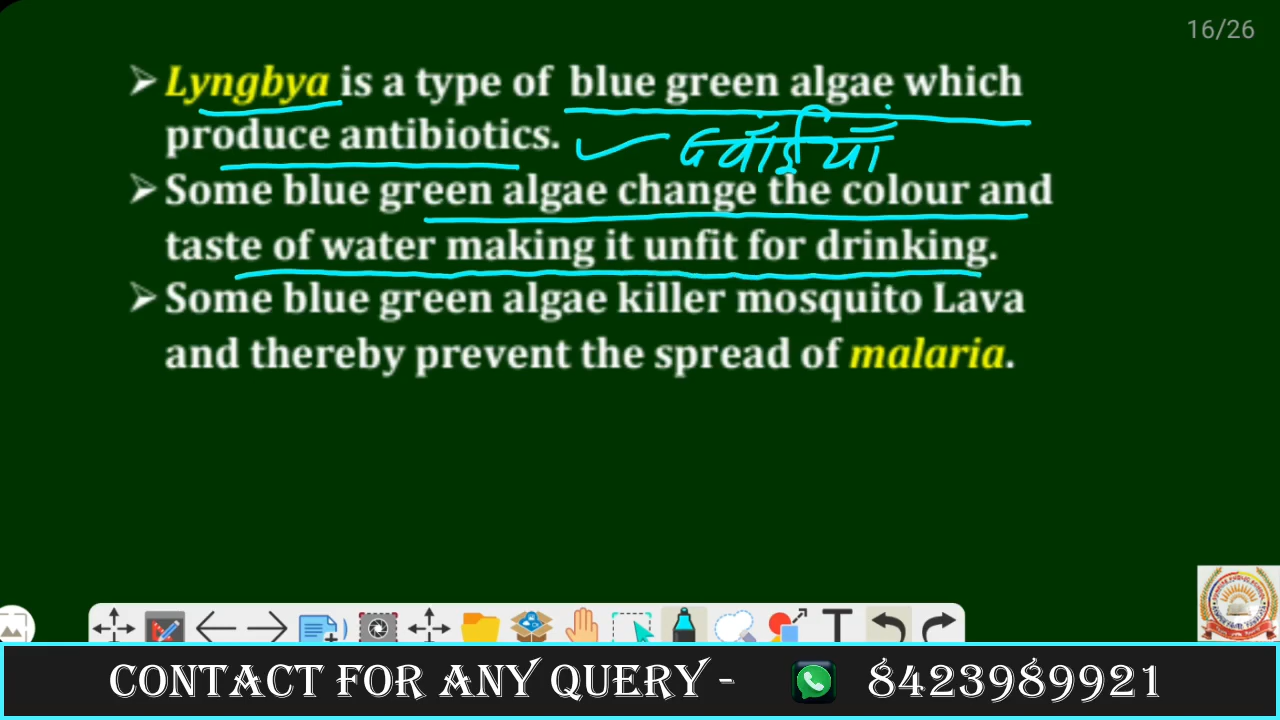 16/26
➢ Lyngbya is a type of blue green algae which
produce antibiotics. दवाँईयाँ
➢ Some blue green algae change the colour and
taste of water making it unfit for drinking.
➢ Some blue green algae killer mosquito Lava
and thereby prevent the spread of malaria.
CONTACT FOR ANY QUERY - 8423989921